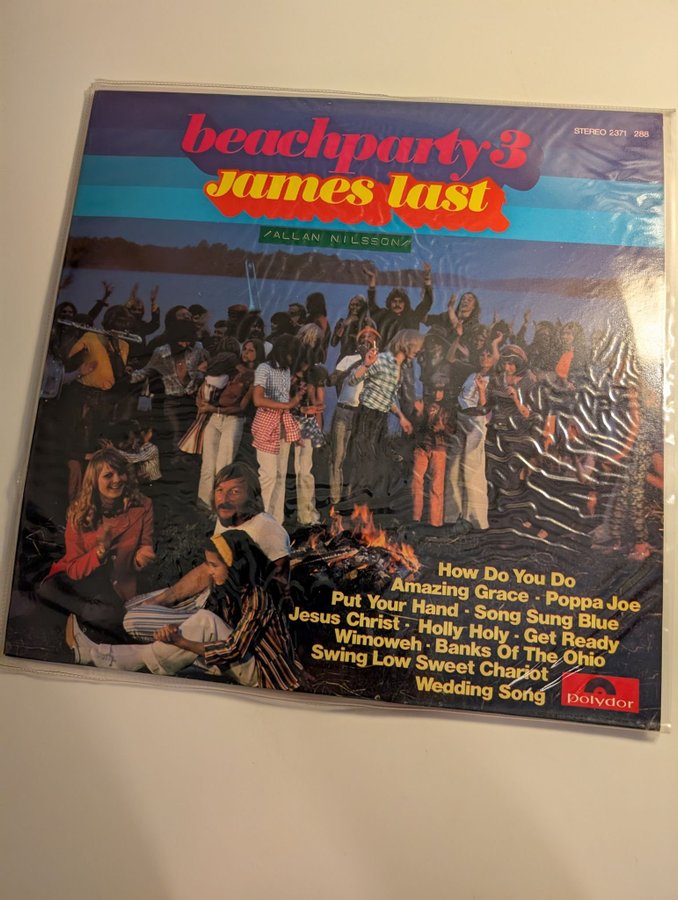 beachparty 3
STEREO 2371 288
james last
/ALLAN NILSSON/
How Do You Do
Amazing Grace - Poppa Joe
Put Your Hand - Song Sung Blue
Jesus Christ - Holly Holy - Get Ready
Wimoweh - Banks Of The Ohio
Swing Low Sweet Chariot
Wedding Song
polydor